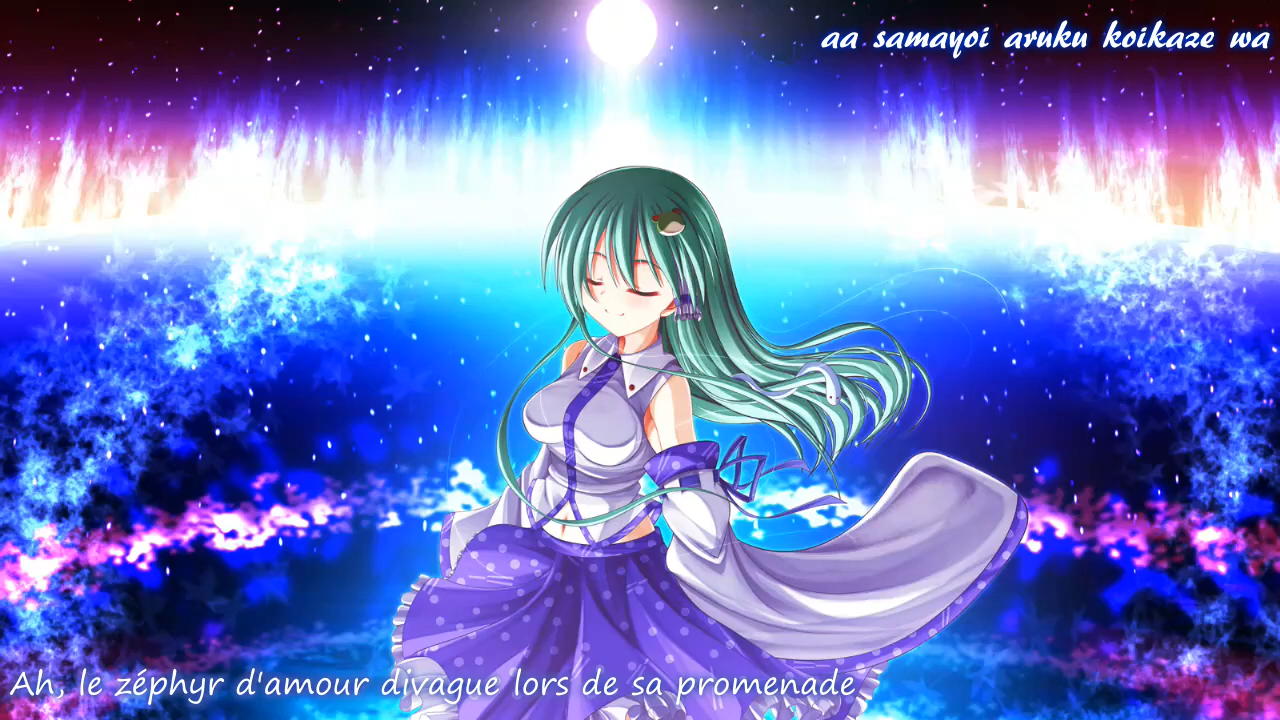 aa samayoi aruku koikaze wa
Ah, le zéphyr d'amour divague lors de sa promenade